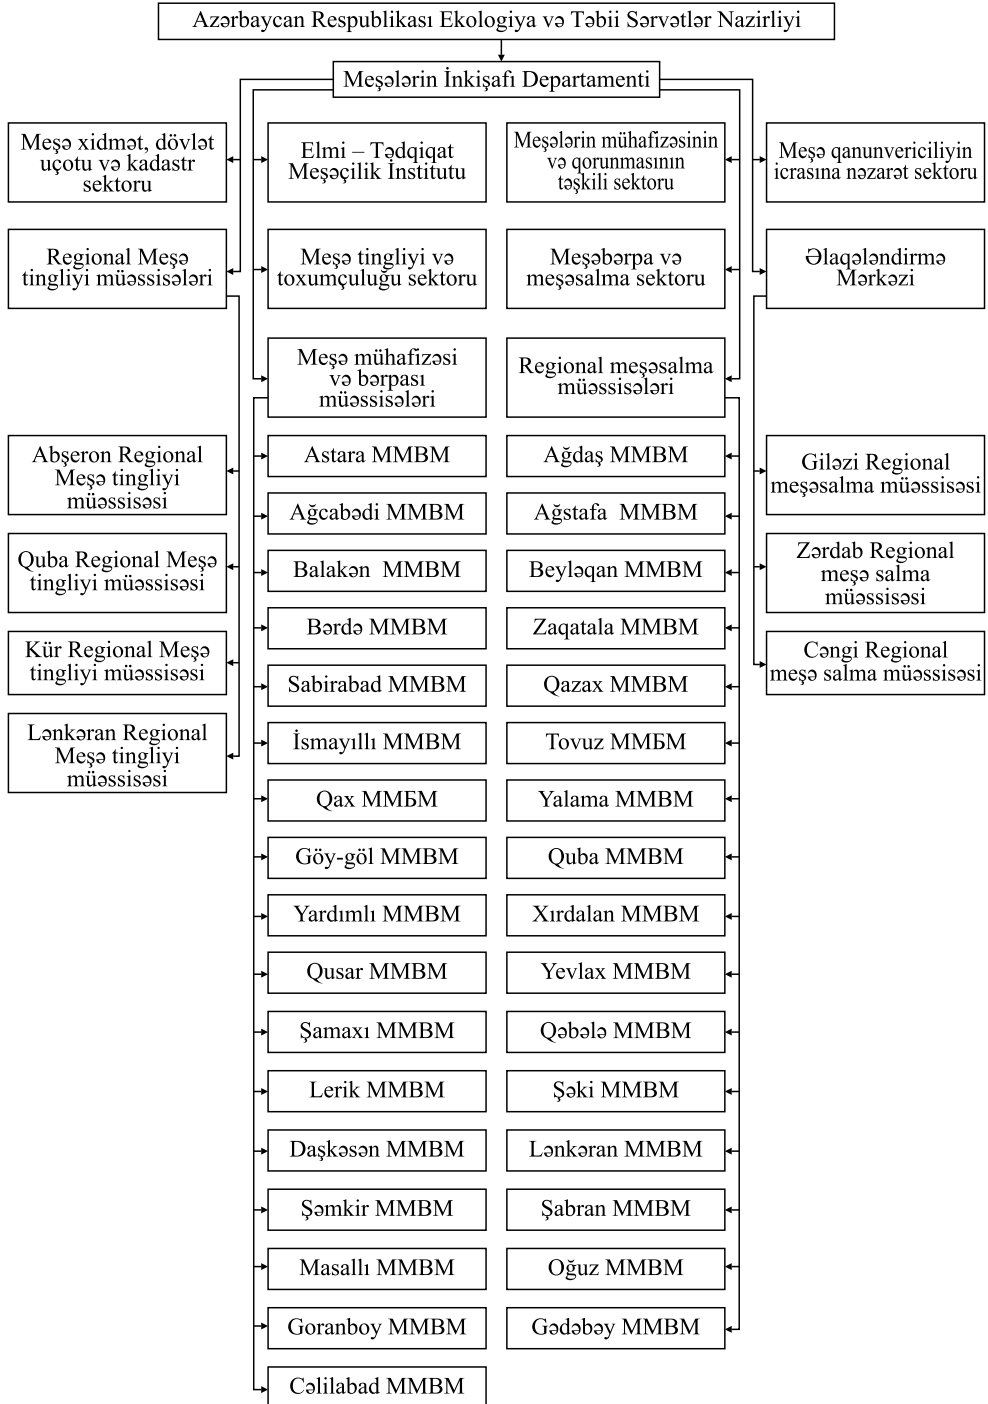 Azərbaycan Respublikası Ekologiya və Təbii Sərvətlər Nazirliyi
Meşələrin İnkişafı Departamenti
Meşə xidmət, dövlət
uçotu və kadastr
sektoru
Elmi – Tədqiqat
Meşəçilik İnstitutu
Meşələrin mühafizəsinin
və qorunmasının
təşkili sektoru
Meşə qanunvericiliyin
icrasına nəzarət sektoru
Regional Meşə
tingliyi müəssisələri
Meşə tingliyi və
toxumçuluğu sektoru
Meşəbərpa və
meşəsalma sektoru
Əlaqələndirmə
Mərkəzi
Meşə mühafizəsi
və bərpası
müəssisələri
Regional meşəsalma
müəssisələri
Abşeron Regional
Meşə tingliyi
müəssisəsi
Quba Regional Meşə
tingliyi müəssisəsi
Kür Regional Meşə
tingliyi müəssisəsi
Lənkəran Regional
Meşə tingliyi
müəssisəsi
Astara MMBM
Ağcabədi MMBM
Balakən MMBM
Bərdə MMBM
Sabirabad MMBM
İsmayıllı MMBM
Qax MMБM
Göy-göl MMBM
Yardımlı MMBM
Qusar MMBM
Şamaxı MMBM
Lerik MMBM
Daşkəsən MMBM
Şəmkir MMBM
Masallı MMBM
Goranboy MMBM
Cəlilabad MMBM
Ağdaş MMBM
Ağstafa MMBM
Beyləqan MMBM
Zaqatala MMBM
Qazax MMBM
Tovuz MMБM
Yalama MMBM
Quba MMBM
Xırdalan MMBM
Yevlax MMBM
Qəbələ MMBM
Şəki MMBM
Lənkəran MMBM
Şabran MMBM
Oğuz MMBM
Gədəbəy MMBM
Giləzi Regional
meşəsalma müəssisəsi
Zərdab Regional
meşə salma
müəssisəsi
Cəngi Regional
meşə salma müəssisəsi